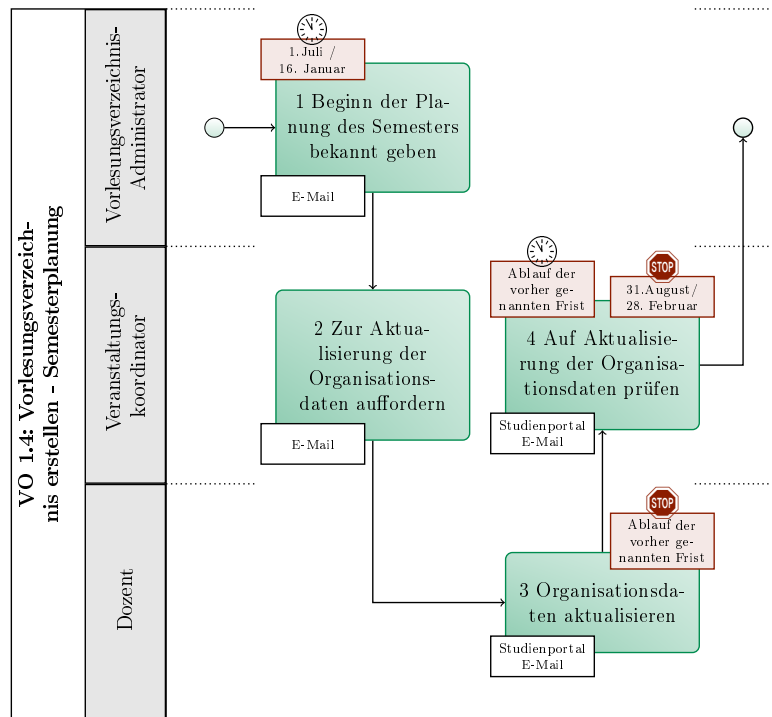 VO 1.4: Vorlesungsverzeich-
nis erstellen - Semesterplanung
Vorlesungsverzeichnis-
Administrator
1.Juli /
16. Januar
1 Beginn der Pla-
nung des Semesters
bekannt geben
E-Mail
Veranstaltungs-
koordinator
2 Zur Aktua-
lisierung der
Organisations-
daten auffordern
E-Mail
Ablauf der
vorher ge-
nannten Frist
STOP
31.August/
28. Februar
4 Auf Aktualisie-
rung der Organisa-
tionsdaten prüfen
Studienportal
E-Mail
Dozent
STOP
Ablauf der
vorher ge-
nannten Frist
3 Organisationsda-
ten aktualisieren
Studienportal
E-Mail